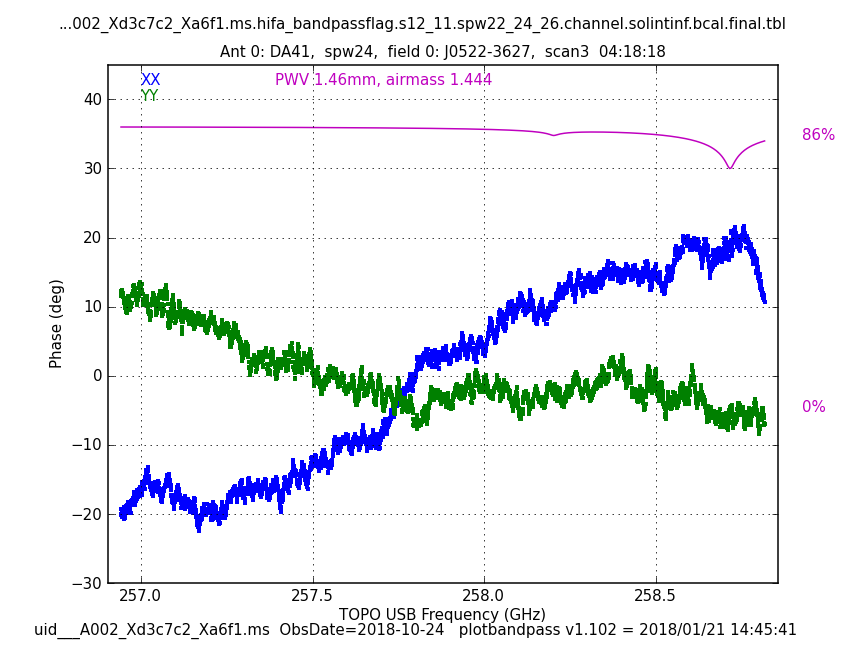 ...002_Xd3c7c2_Xa6f1.ms.hifa_bandpassflag.s12_11.spw22_24_26.channel.solintinf.bcal.final.tbl
Ant 0: DA41, spw24, field 0: J0522-3627, scan3 04:18:18
XX
PWV 1.46mm, airmass 1.444
YY
40
86%
30
20
10
Phase (deg)
0
0%
−10
−20
−30
257.0 257.5 258.0 258.5
TOPO USB Frequency (GHz)
uid___A002_Xd3c7c2_Xa6f1.ms ObsDate=2018-10-24 plotbandpass v1.102 = 2018/01/21 14:45:41